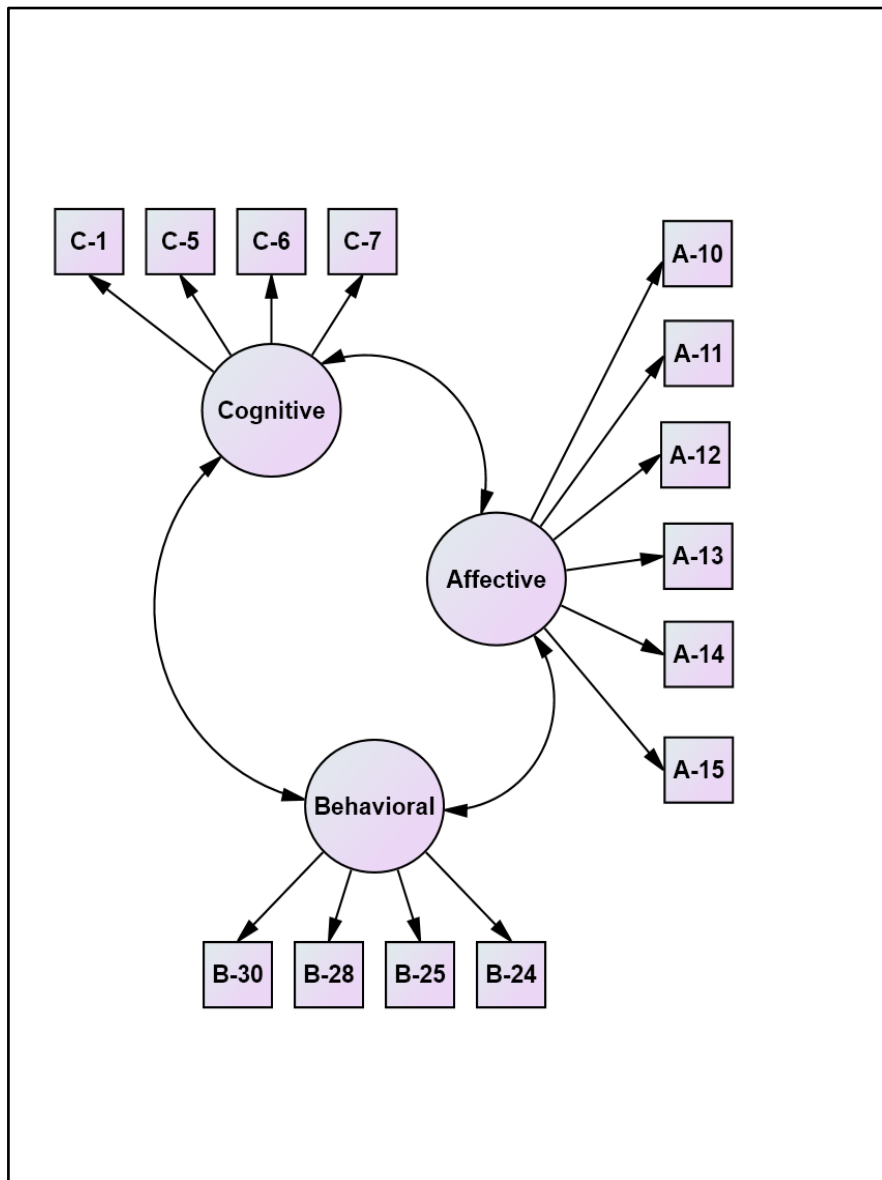 C-1
C-5
C-6
C-7
Cognitive
A-10
A-11
A-12
Affective
A-13
A-14
A-15
Behavioral
B-30
B-28
B-25
B-24